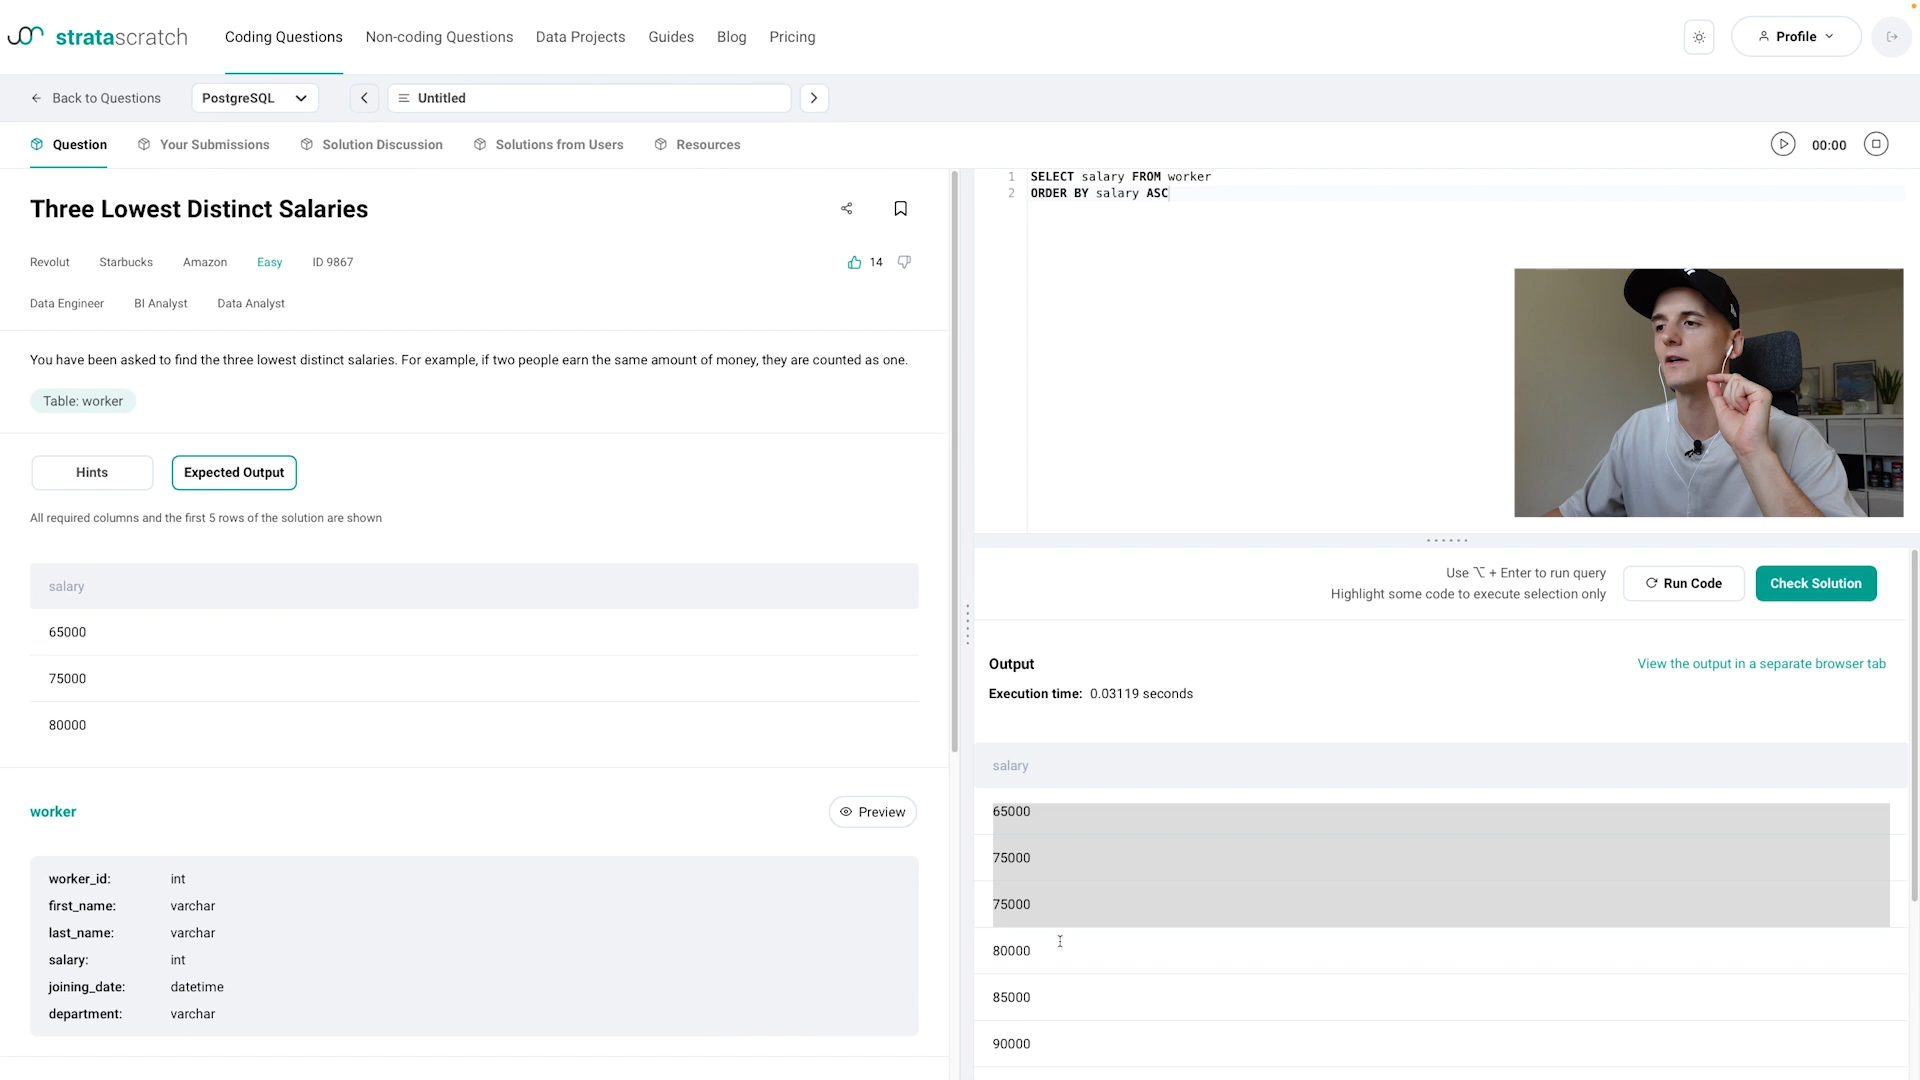 stratascratch
Coding Questions
Non-coding Questions
Data Projects
Guides
Blog
Pricing
Profile
Back to Questions
PostgreSQL
Untitled
Question
Your Submissions
Solution Discussion
Solutions from Users
Resources
00:00
Three Lowest Distinct Salaries
Revolut
Starbucks
Amazon
Easy
ID 9867
14
Data Engineer
BI Analyst
Data Analyst
You have been asked to find the three lowest distinct salaries. For example, if two people earn the same amount of money, they are counted as one.
Table: worker
Hints
Expected Output
All required columns and the first 5 rows of the solution are shown
salary
65000
75000
80000
worker
Preview
worker_id: int
first_name: varchar
last_name: varchar
salary: int
joining_date: datetime
department: varchar
1 SELECT salary FROM worker
2 ORDER BY salary ASC
Use ⌥ + Enter to run query
Highlight some code to execute selection only
Run Code
Check Solution
Output
View the output in a separate browser tab
Execution time: 0.03119 seconds
salary
65000
75000
75000
80000
85000
90000